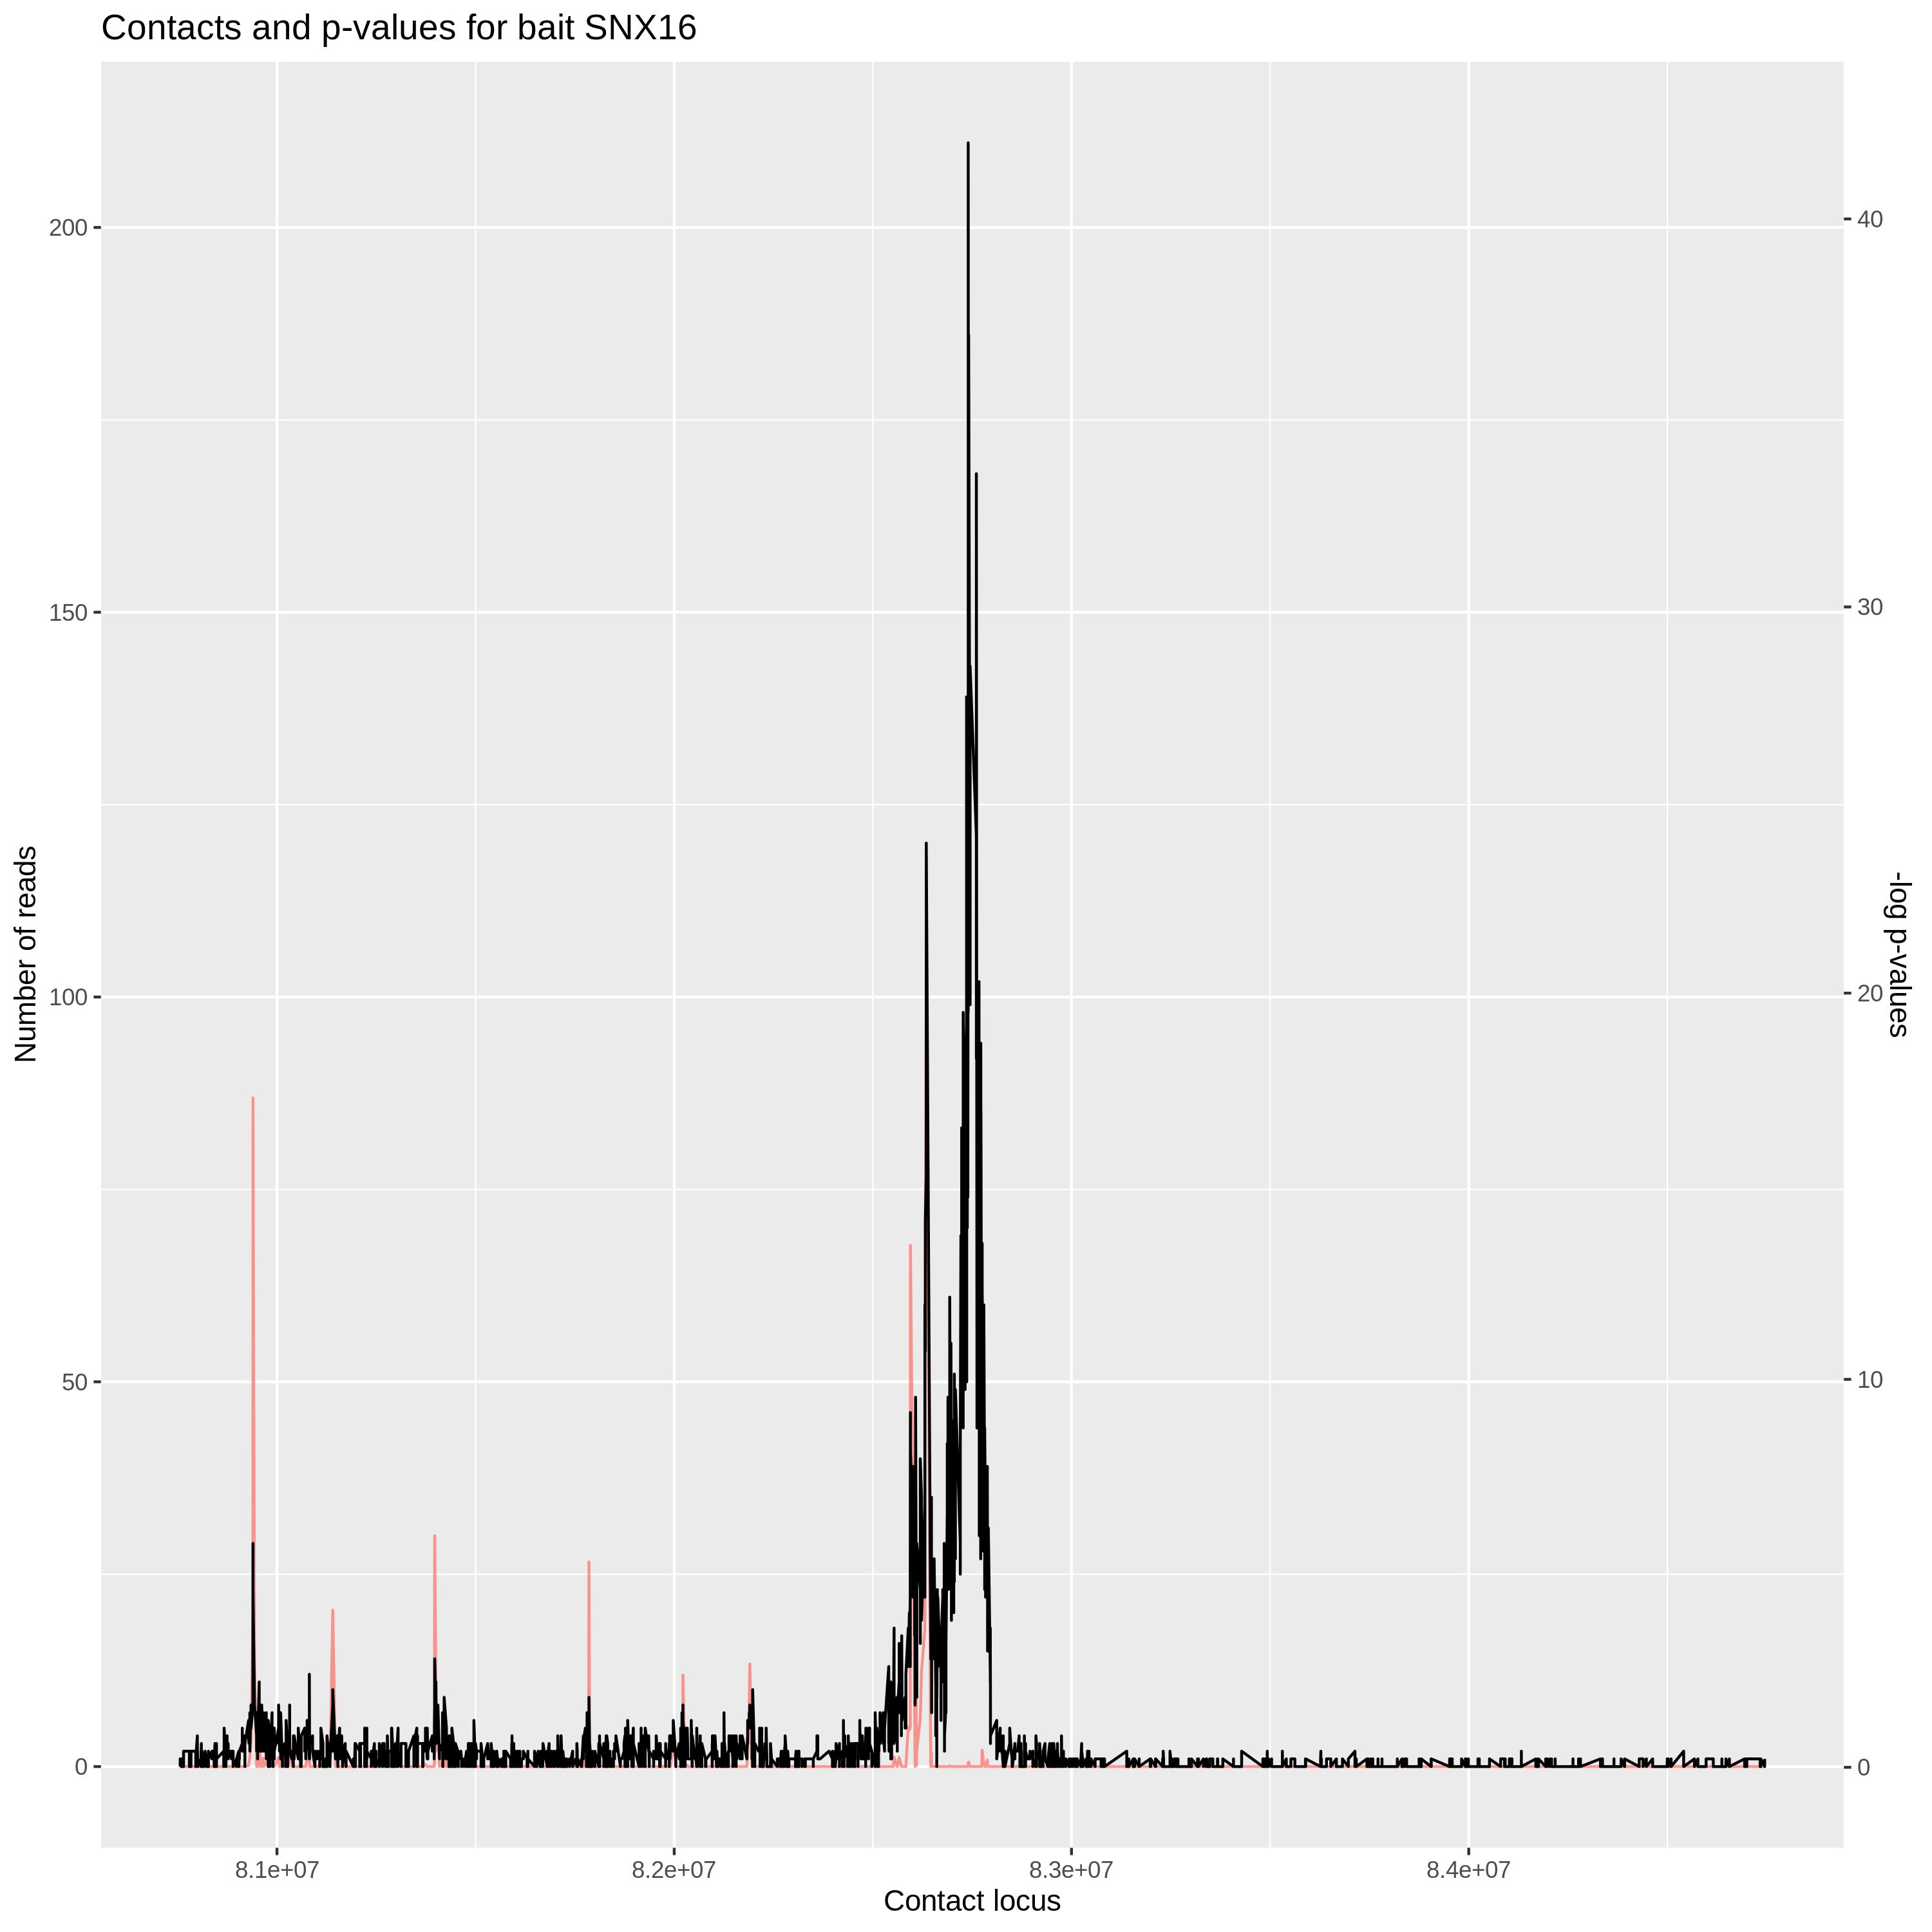 Contacts and p-values for bait SNX16
200
150
100
50
0
Number of reads
40
30
20
10
0
-log p-values
8.1e+07
8.2e+07
8.3e+07
8.4e+07
Contact locus